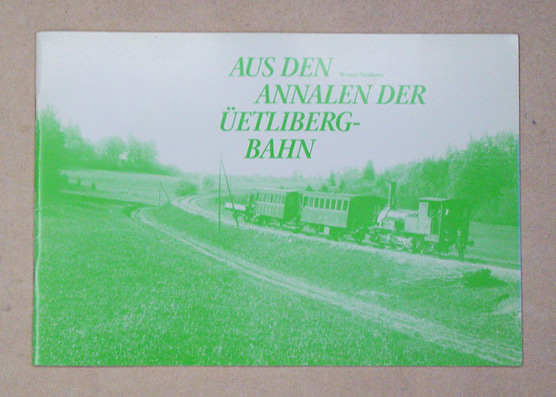 AUS DEN
ANNALEN DER
ÜETLIBERG-
BAHN